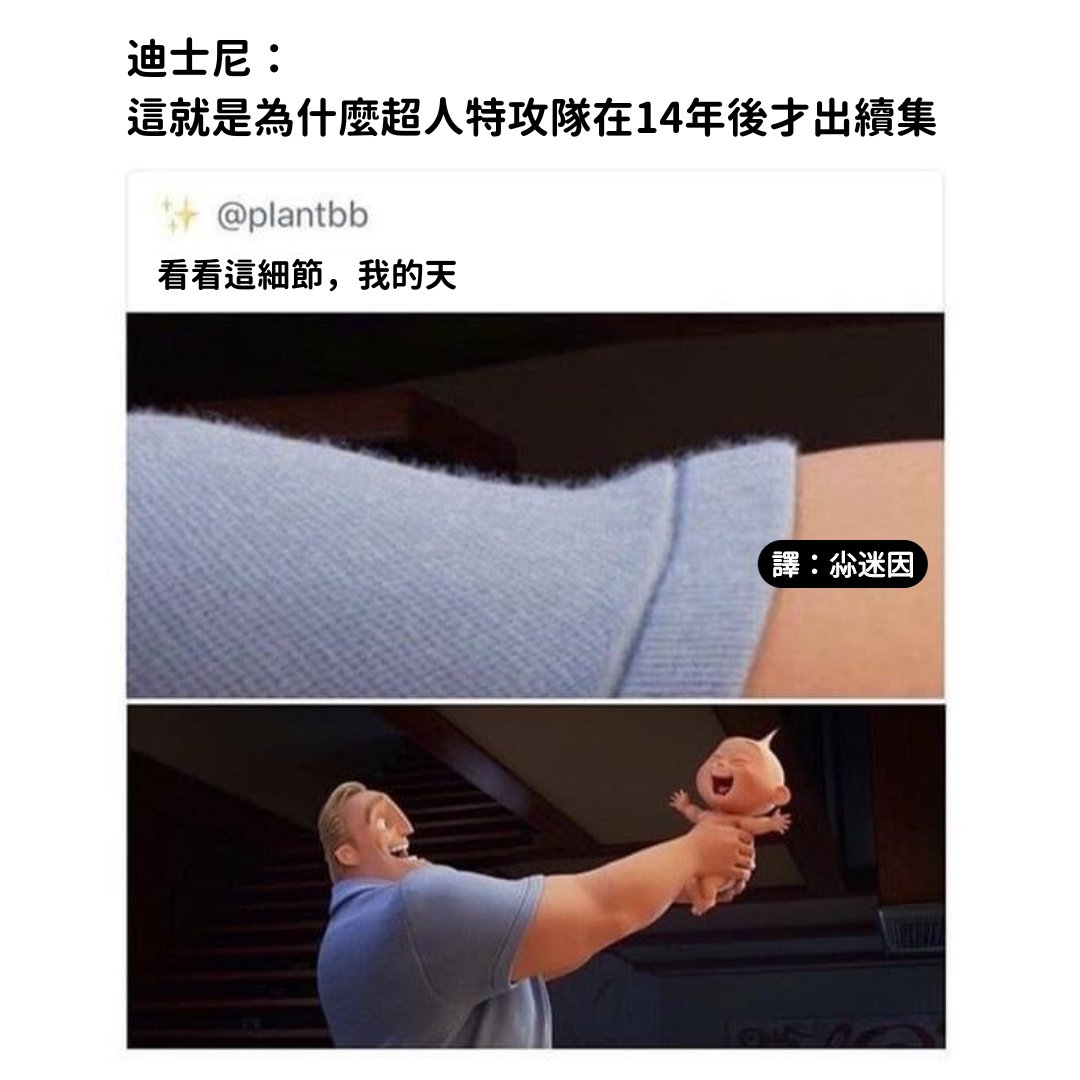 迪士尼：
這就是為什麼超人特攻隊在14年後才出續集
@plantbb
看看這細節，我的天
譯：尛迷因